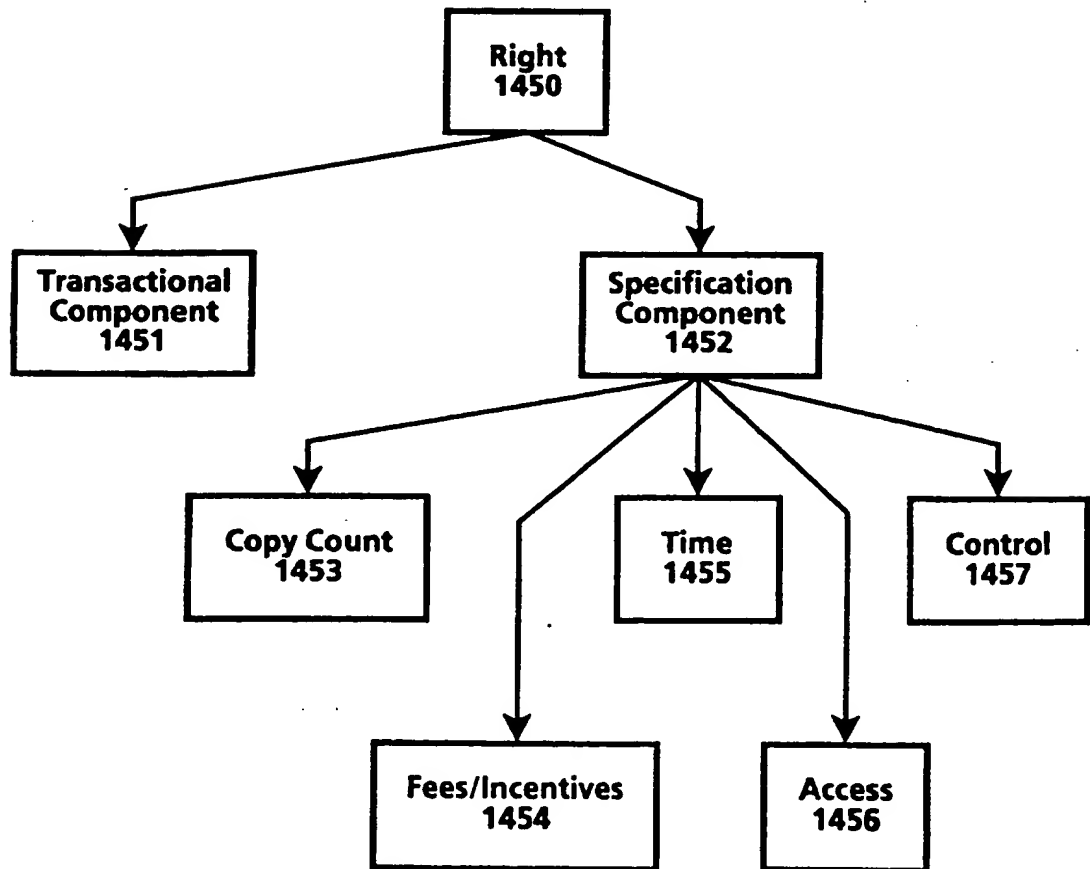 Right
1450
Transactional
Component
1451
Specification
Component
1452
Copy Count
1453
Time
1455
Control
1457
Fees/Incentives
1454
Access
1456